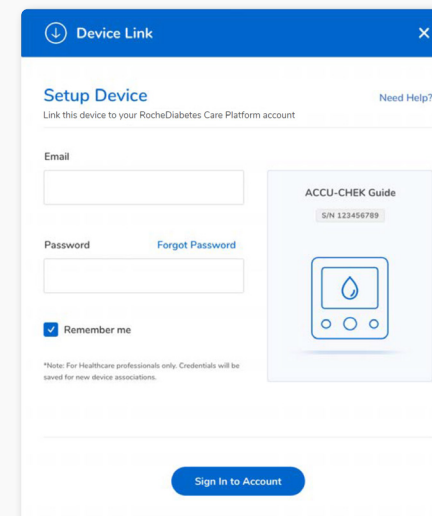 Device Link
Setup Device
Need Help?
Link this device to your RocheDiabetes Care Platform account
Email
ACCU-CHEK Guide
S/N 123456789
Password
Forgot Password
Remember me
*Note: For Healthcare professionals only. Credentials will be
saved for new device associations.
Sign In to Account